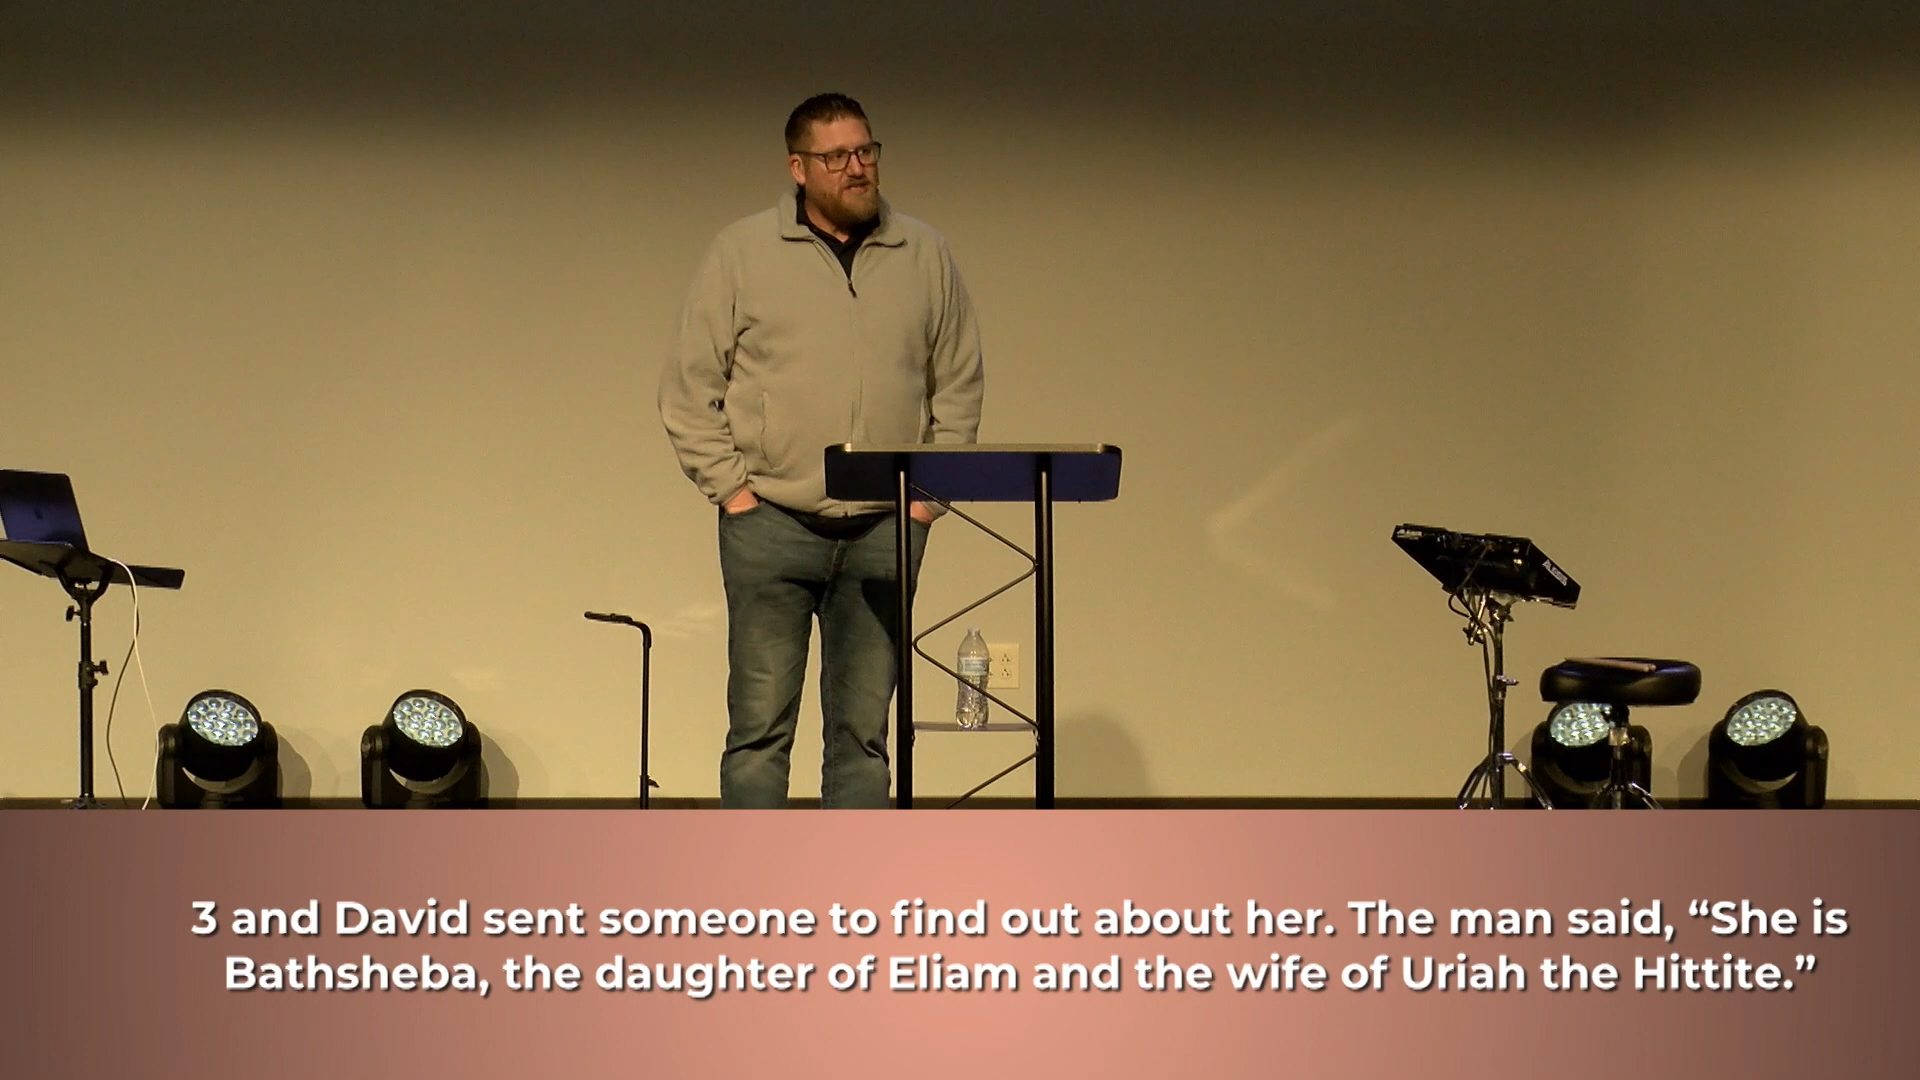 3 and David sent someone to find out about her. The man said, “She is
Bathsheba, the daughter of Eliam and the wife of Uriah the Hittite.”